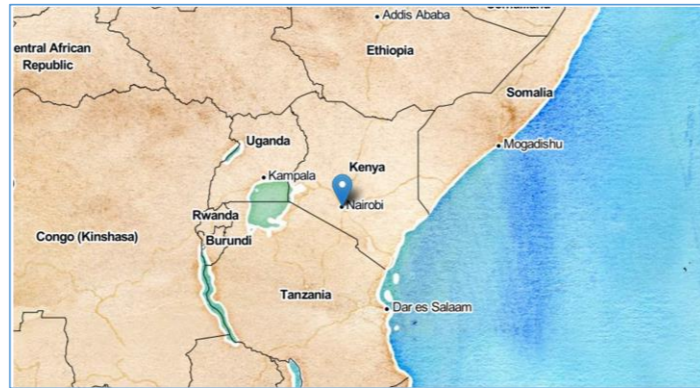 Somaliland
Addis Ababa
Ethiopia
entral African
Republic
Somalia
Uganda
Mogadishu
Kenya
Kampala
Nairobi
Rwanda
Congo (Kinshasa)
Burundi
Tanzania
Dar es Salaam